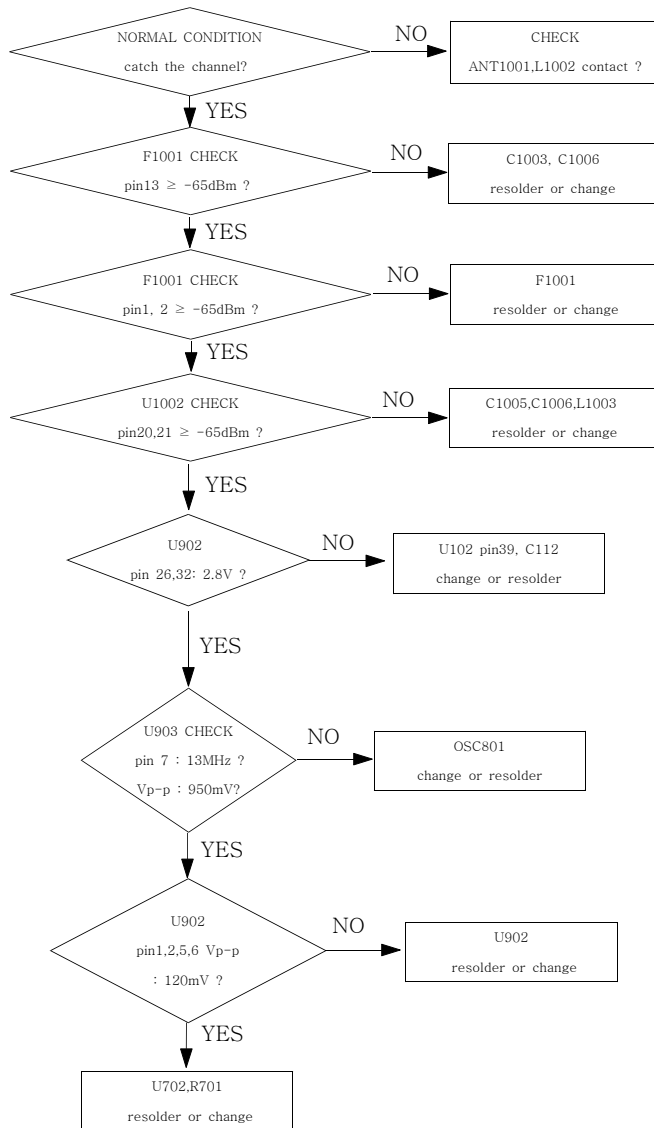 NORMAL CONDITION
catch the channel?
NO
CHECK
ANT1001,L1002 contact ?
YES
F1001 CHECK
pin13 ≥ -65dBm ?
NO
C1003, C1006
resolder or change
YES
F1001 CHECK
pin1, 2 ≥ -65dBm ?
NO
F1001
resolder or change
YES
U1002 CHECK
pin20,21 ≥ -65dBm ?
NO
C1005,C1006,L1003
resolder or change
YES
U902
pin 26,32: 2.8V ?
NO
U102 pin39, C112
change or resolder
YES
U903 CHECK
pin 7 : 13MHz ?
Vp-p : 950mV?
NO
OSC801
change or resolder
YES
U902
pin1,2,5,6 Vp-p
: 120mV ?
NO
U902
resolder or change
YES
U702,R701
resolder or change